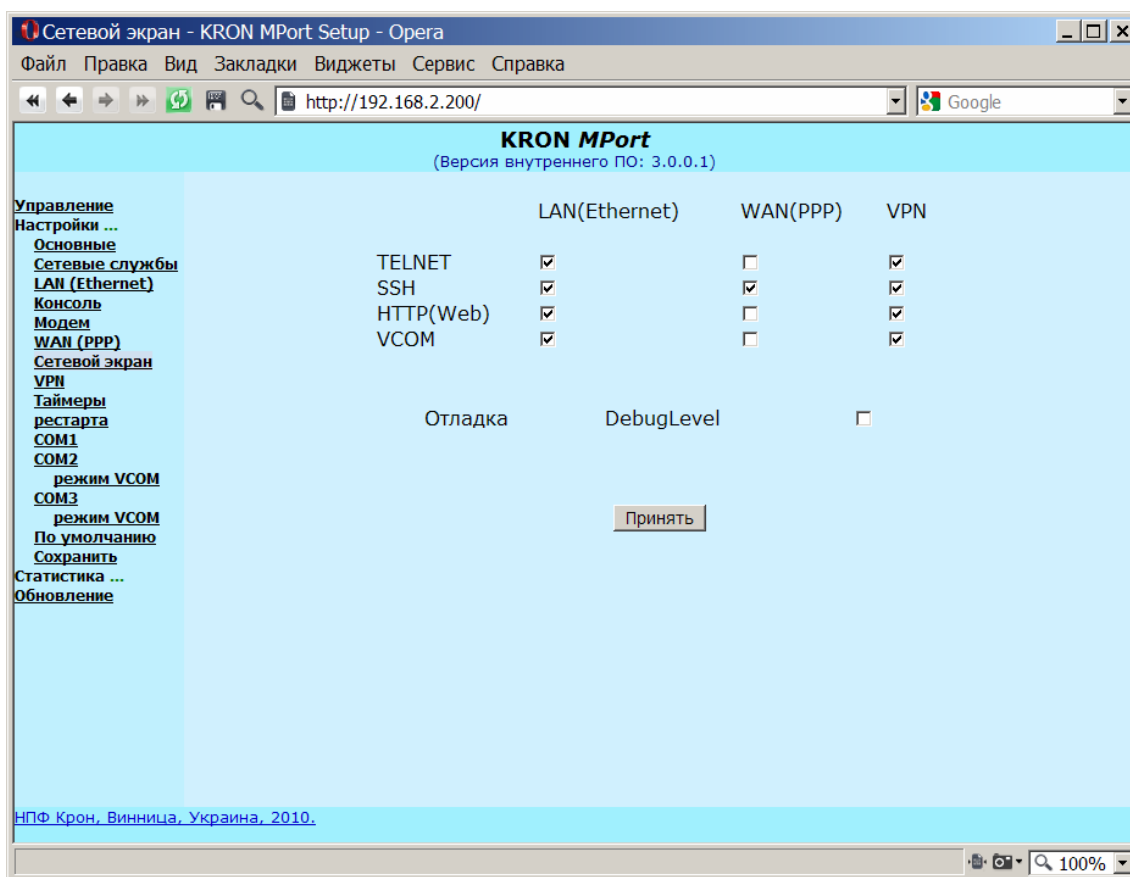 Сетевой экран - KRON MPort Setup - Opera
Файл Правка Вид Закладки Виджеты Сервис Справка
http://192.168.2.200/ Google
KRON MPort
(Версия внутреннего ПО: 3.0.0.1)
Управление
Настройки ...
Основные
Сетевые службы
LAN (Ethernet)
Консоль
Модем
WAN (PPP)
Сетевой экран
VPN
Таймеры
рестарта
COM1
COM2
режим VCOM
COM3
режим VCOM
По умолчанию
Сохранить
Статистика ...
Обновление
LAN(Ethernet) WAN(PPP) VPN
TELNET
SSH
HTTP(Web)
VCOM
Отладка DebugLevel
Принять
НПФ Крон, Винница, Украина, 2010.
100%